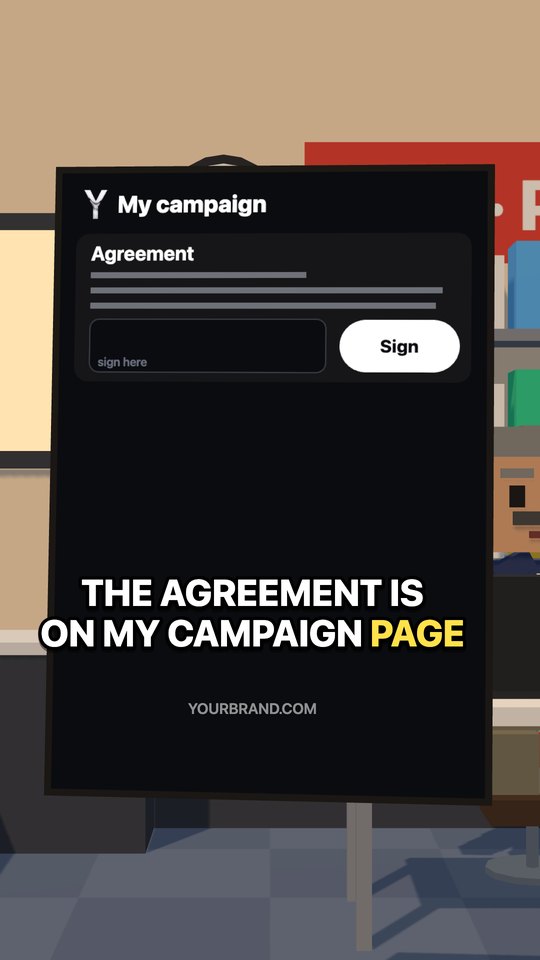 Y My campaign
Agreement
sign here
Sign
THE AGREEMENT IS
ON MY CAMPAIGN PAGE
YOURBRAND.COM